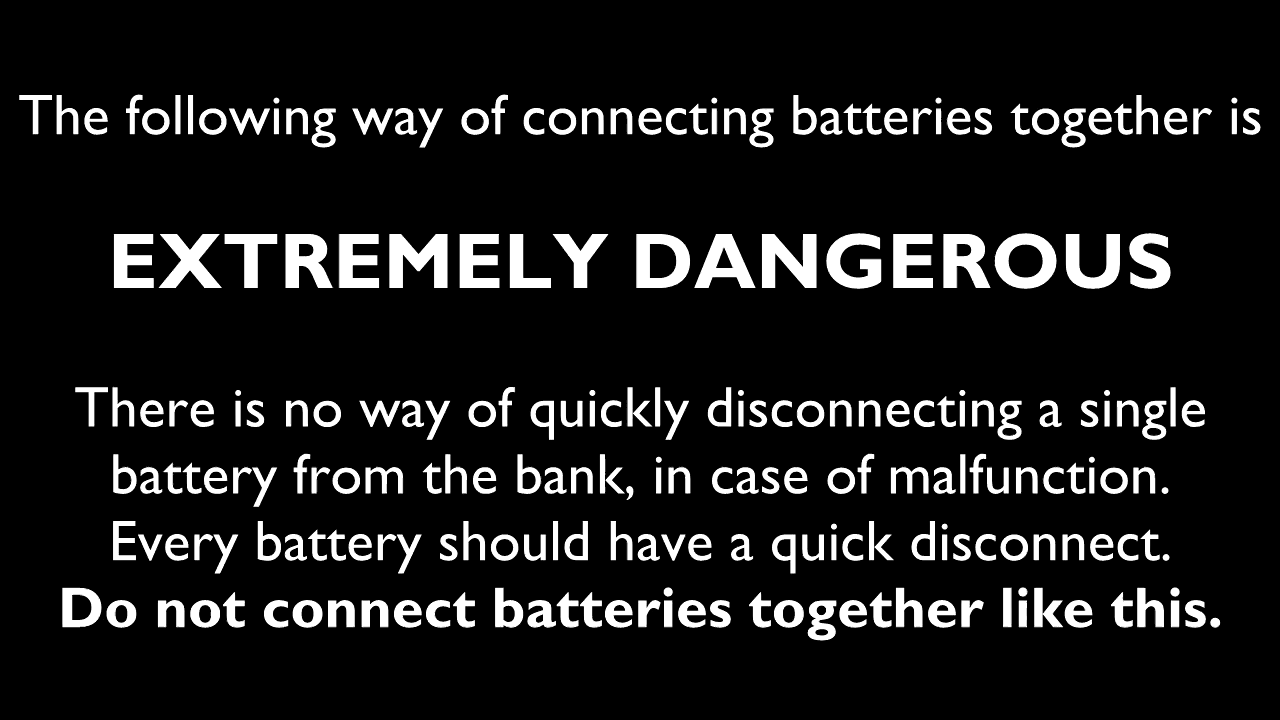 The following way of connecting batteries together is
EXTREMELY DANGEROUS
There is no way of quickly disconnecting a single
battery from the bank, in case of malfunction.
Every battery should have a quick disconnect.
Do not connect batteries together like this.